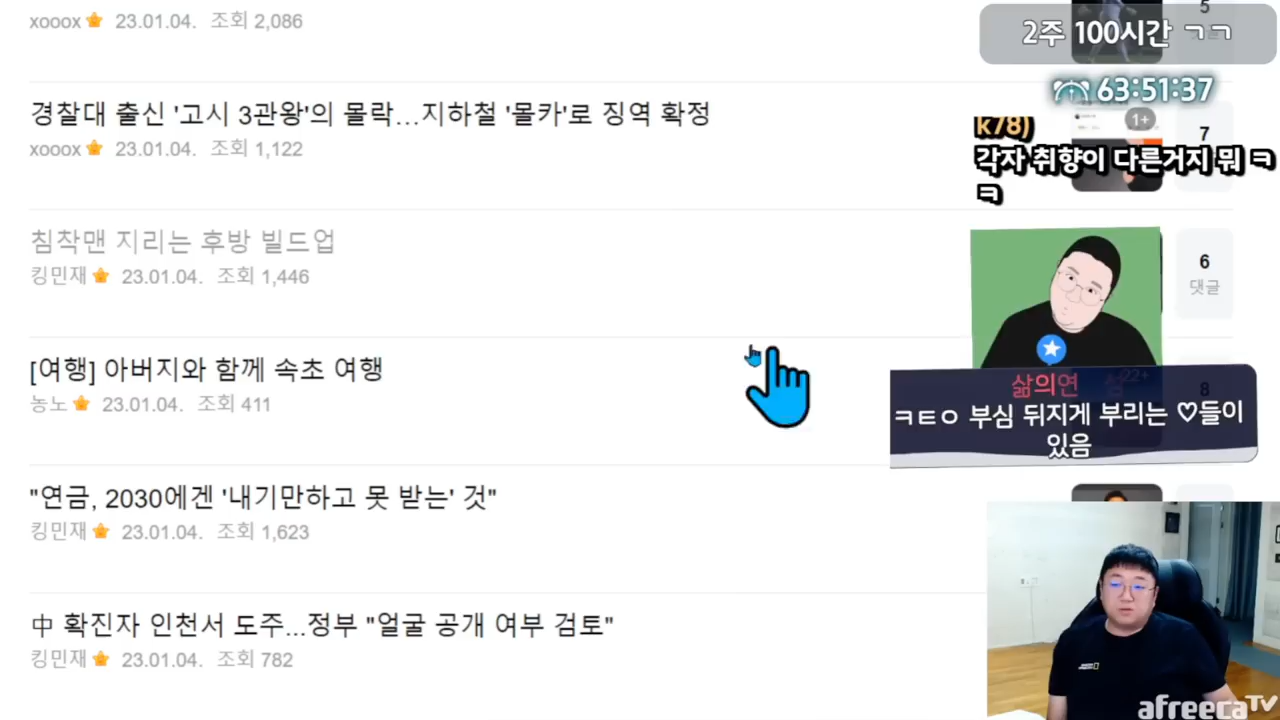 xooox 23.01.04. 조회 2,086
경찰대 출신 '고시 3관왕'의 몰락...지하철 '몰카'로 징역 확정
xooox 23.01.04. 조회 1,122
침착맨 지리는 후방 빌드업
킹민재 23.01.04. 조회 1,446
[여행] 아버지와 함께 속초 여행
농노 23.01.04. 조회 411
"연금, 2030에겐 '내기만하고 못 받는' 것"
킹민재 23.01.04. 조회 1,623
中 확진자 인천서 도주...정부 "얼굴 공개 여부 검토"
킹민재 23.01.04. 조회 782
5
2주 100시간 ㄱㄱ
63:51:37
1+
7
k78)
각자 취향이 다른거지 뭐 ㅋ
ㅋ
6
댓글
22+
8
삶의연
ㅋㅌㅇ 부심 뒤지게 부리는 ♡들이
있음
afreecaTV